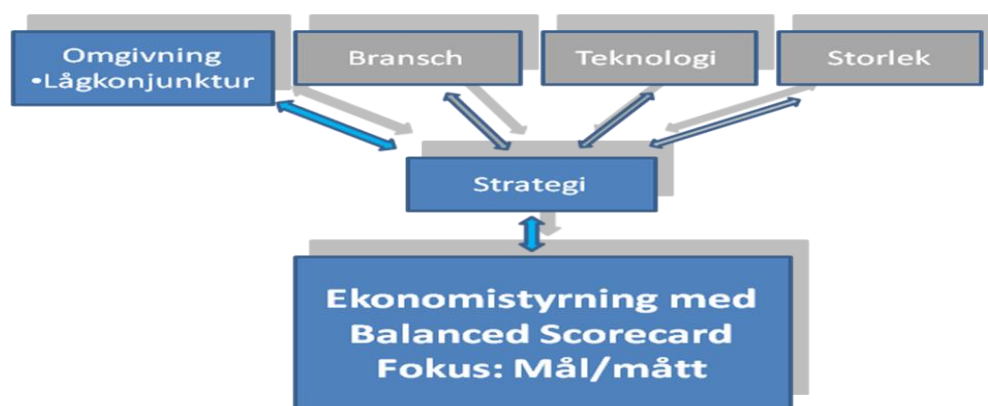 Omgivning
•Lågkonjunktur
Bransch
Teknologi
Storlek
Strategi
Ekonomistyrning med
Balanced Scorecard
Fokus: Mål/mått